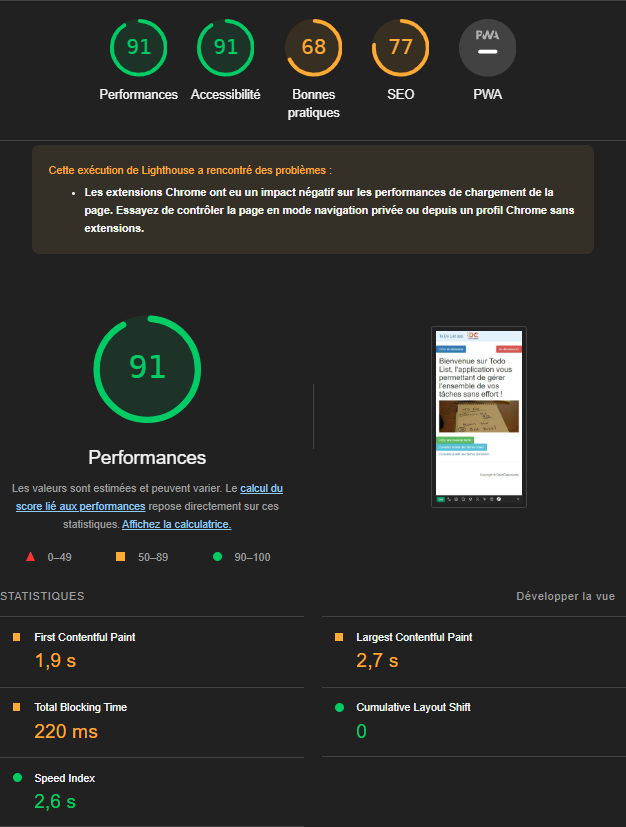 91
91
68
77
PWA
Performances
Accessibilité
Bonnes
pratiques
SEO
PWA
Cette exécution de Lighthouse a rencontré des problèmes :
• Les extensions Chrome ont eu un impact négatif sur les performances de chargement de la
page. Essayez de contrôler la page en mode navigation privée ou depuis un profil Chrome sans
extensions.
91
Performances
Les valeurs sont estimées et peuvent varier. Le calcul du
score lié aux performances repose directement sur ces
statistiques. Affichez la calculatrice.
0–49
50–89
90–100
Bienvenue sur Todo
List, l'application vous
permettant de gérer
l'ensemble de vos
tâches sans effort !
STATISTIQUES
Développer la vue
First Contentful Paint
1,9 s
Largest Contentful Paint
2,7 s
Total Blocking Time
220 ms
Cumulative Layout Shift
0
Speed Index
2,6 s